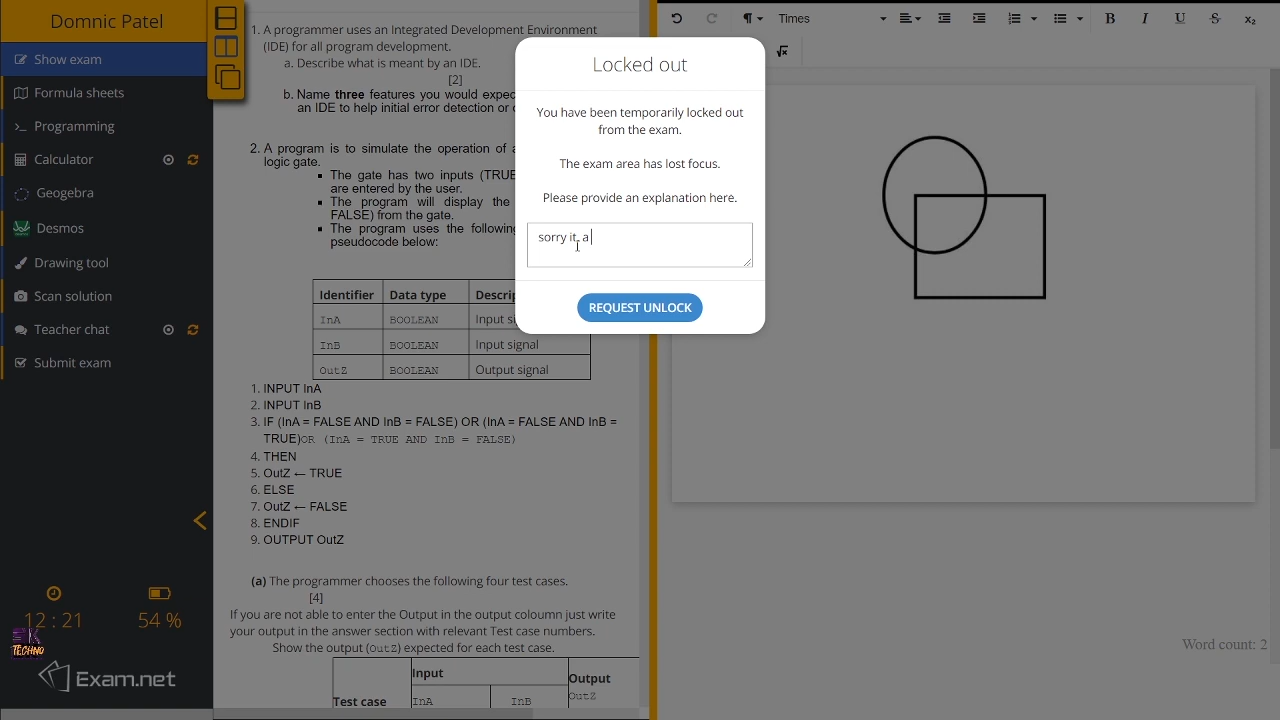 Domnic Patel
Show exam
Formula sheets
Programming
Calculator
Geogebra
Desmos
Drawing tool
Scan solution
Teacher chat
Submit exam
12 : 21
54 %
TECHNO
Exam.net
1. A programmer uses an Integrated Development Environment
(IDE) for all program development.
a. Describe what is meant by an IDE.
[2]
b. Name three features you would expec
an IDE to help initial error detection or
2. A program is to simulate the operation of a
logic gate.
The gate has two inputs (TRUE
are entered by the user.
The program will display the
FALSE) from the gate.
The program uses the following
pseudocode below:
Identifier Data type Descrip
InA BOOLEAN Input si
InB BOOLEAN Input signal
OutZ BOOLEAN Output signal
1. INPUT InA
2. INPUT InB
3. IF (InA = FALSE AND InB = FALSE) OR (InA = FALSE AND InB =
TRUE)OR (InA = TRUE AND InB = FALSE)
4. THEN
5. OutZ ← TRUE
6. ELSE
7. OutZ ← FALSE
8. ENDIF
9. OUTPUT OutZ
(a) The programmer chooses the following four test cases.
[4]
If you are not able to enter the Output in the output coloumn just write
your output in the answer section with relevant Test case numbers.
Show the output (OutZ) expected for each test case.
Input
Output
Test case InA InB OutZ
Locked out
You have been temporarily locked out
from the exam.
The exam area has lost focus.
Please provide an explanation here.
sorry it, a
REQUEST UNLOCK
Times
B I U S x₂
√x
Word count: 2